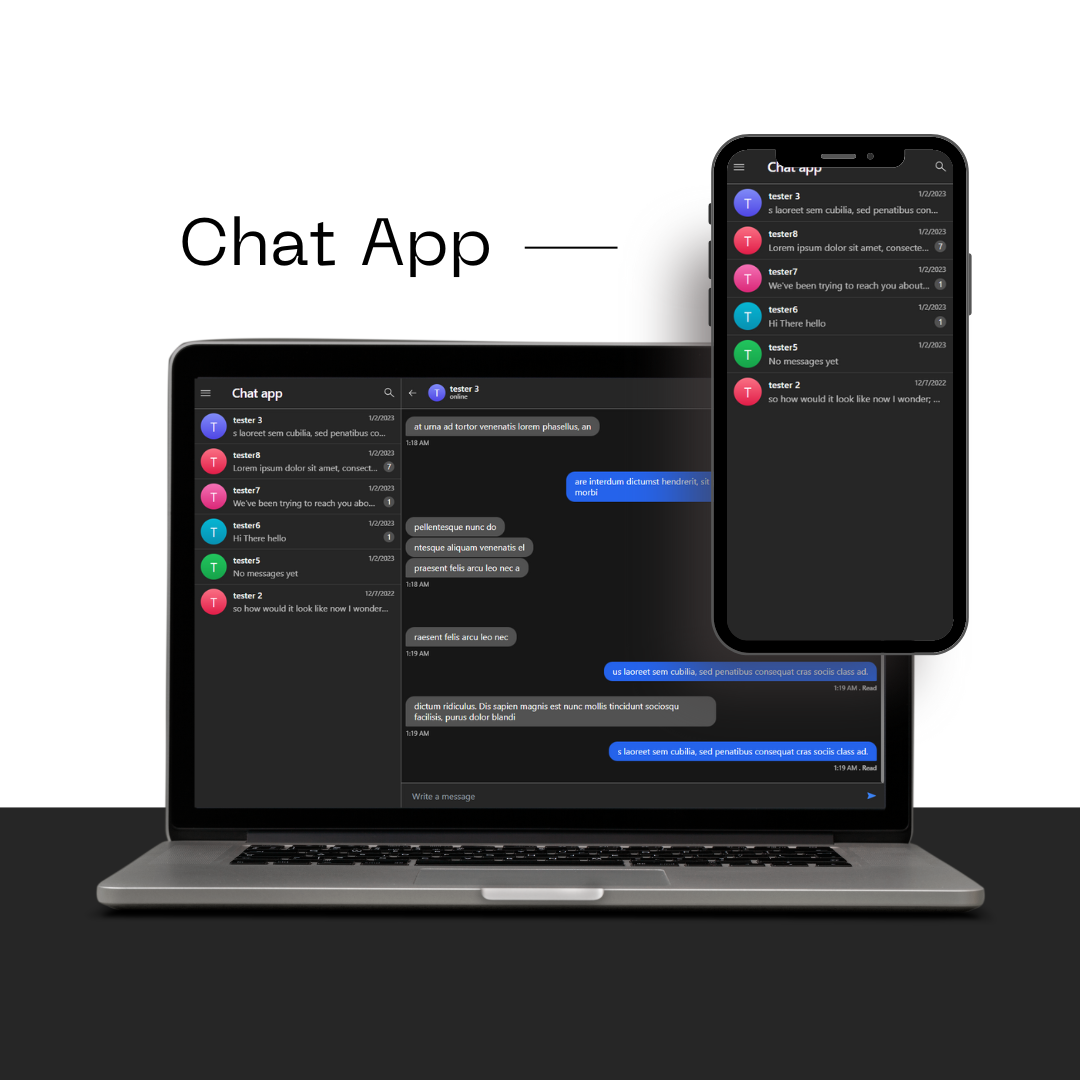 Chat App
Chat app
T
tester 3
1/2/2023
s laoreet sem cubilia, sed penatibus con...
T
tester8
1/2/2023
Lorem ipsum dolor sit amet, consecte...
7
T
tester7
1/2/2023
We've been trying to reach you about...
1
T
tester6
1/2/2023
Hi There hello
1
T
tester5
1/2/2023
No messages yet
T
tester 2
12/7/2022
so how would it look like now I wonder; ...
Chat app
T
tester 3
1/2/2023
s laoreet sem cubilia, sed penatibus co...
T
tester8
1/2/2023
Lorem ipsum dolor sit amet, consect...
7
T
tester7
1/2/2023
We've been trying to reach you abo...
1
T
tester6
1/2/2023
Hi There hello
1
T
tester5
1/2/2023
No messages yet
T
tester 2
12/7/2022
so how would it look like now I wonder...
T
tester 3
online
at urna ad tortor venenatis lorem phasellus, an
1:18 AM
are interdum dictumst hendrerit, sit
morbi
pellentesque nunc do
ntesque aliquam venenatis el
praesent felis arcu leo nec a
1:18 AM
raesent felis arcu leo nec
1:19 AM
us laoreet sem cubilia, sed penatibus consequat cras sociis class ad.
1:19 AM . Read
dictum ridiculus. Dis sapien magnis est nunc mollis tincidunt sociosqu
facilisis, purus dolor blandi
1:19 AM
s laoreet sem cubilia, sed penatibus consequat cras sociis class ad.
1:19 AM . Read
Write a message